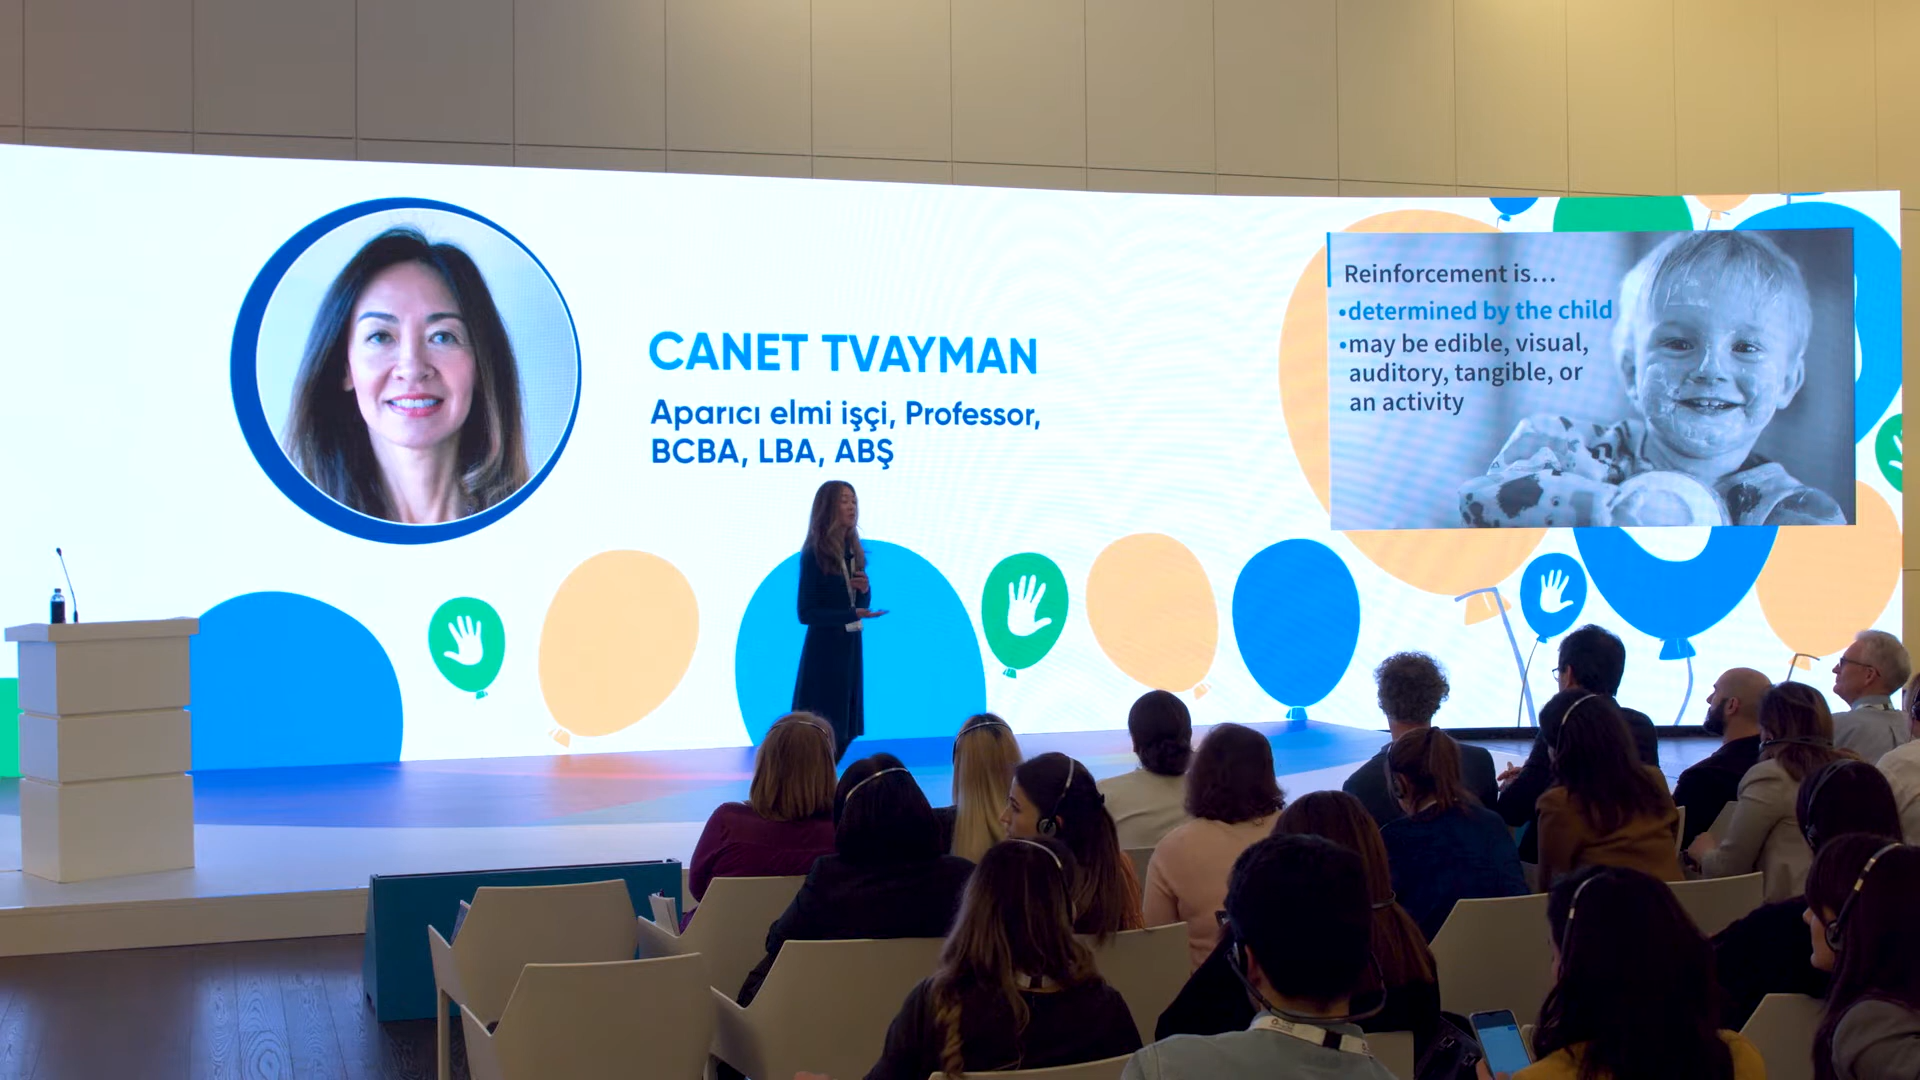 CANET TVAYMAN
Aparıcı elmi işçi, Professor,
BCBA, LBA, ABŞ
Reinforcement is...
•determined by the child
•may be edible, visual,
auditory, tangible, or
an activity